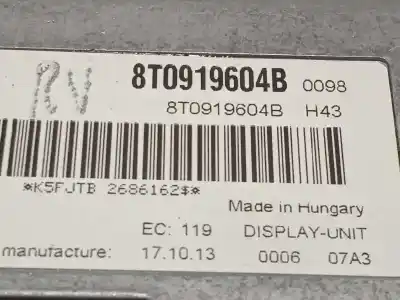 RV
8T0919604B 0098
8T0919604B H43
*K5FJTB 2686162$*
Made in Hungary
EC: 119 DISPLAY-UNIT
manufacture: 17.10.13 0006 07A3